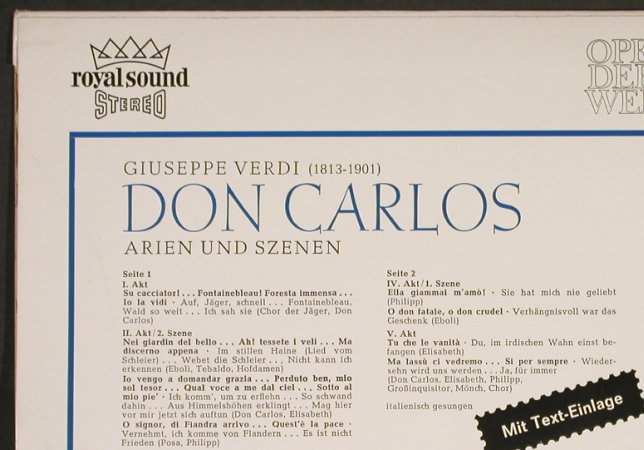 royal sound
STEREO
OPE
DER
WE
GIUSEPPE VERDI (1813-1901)
DON CARLOS
ARIEN UND SZENEN
Seite 1
I. Akt
Su cacciator! ... Fontainebleau! Foresta immensa ...
Io la vidi · Auf, Jäger, schnell ... Fontainebleau,
Wald so weit ... Ich sah sie (Chor der Jäger, Don
Carlos)
II. Akt/2. Szene
Nei giardin del bello ... Ah! tessete i veli ... Ma
discerno appena · Im stillen Haine (Lied vom
Schleier) ... Webet die Schleier ... Nicht kann ich
erkennen (Eboli, Tebaldo, Hofdamen)
Io vengo a domandar grazia ... Perduto ben, mio
sol tesor ... Qual voce a me dal ciel ... Sotto al
mio pie' · Ich komm', um zu erflehn ... So schwand
dahin ... Aus Himmelshöhen erklingt ... Mag hier
vor mir jetzt sich auftun (Don Carlos, Elisabeth)
O signor, di Fiandra arrivo ... Quest'è la pace ·
Vernehmt, ich komme von Flandern ... Es ist nicht
Frieden (Posa, Philipp)
Seite 2
IV. Akt/1. Szene
Ella giammai m'amò! · Sie hat mich nie geliebt
(Philipp)
O don fatale, o don crudel · Verhängnisvoll war das
Geschenk (Eboli)
V. Akt
Tu che le vanità · Du, im irdischen Wahn einst be-
fangen (Elisabeth)
Ma lassù ci vedremo ... Si per sempre · Wieder-
sehn wird uns werden ... Ja, für immer
(Don Carlos, Elisabeth, Philipp,
Großinquisitor, Mönch, Chor)
italienisch gesungen
Mit Text-Einlage